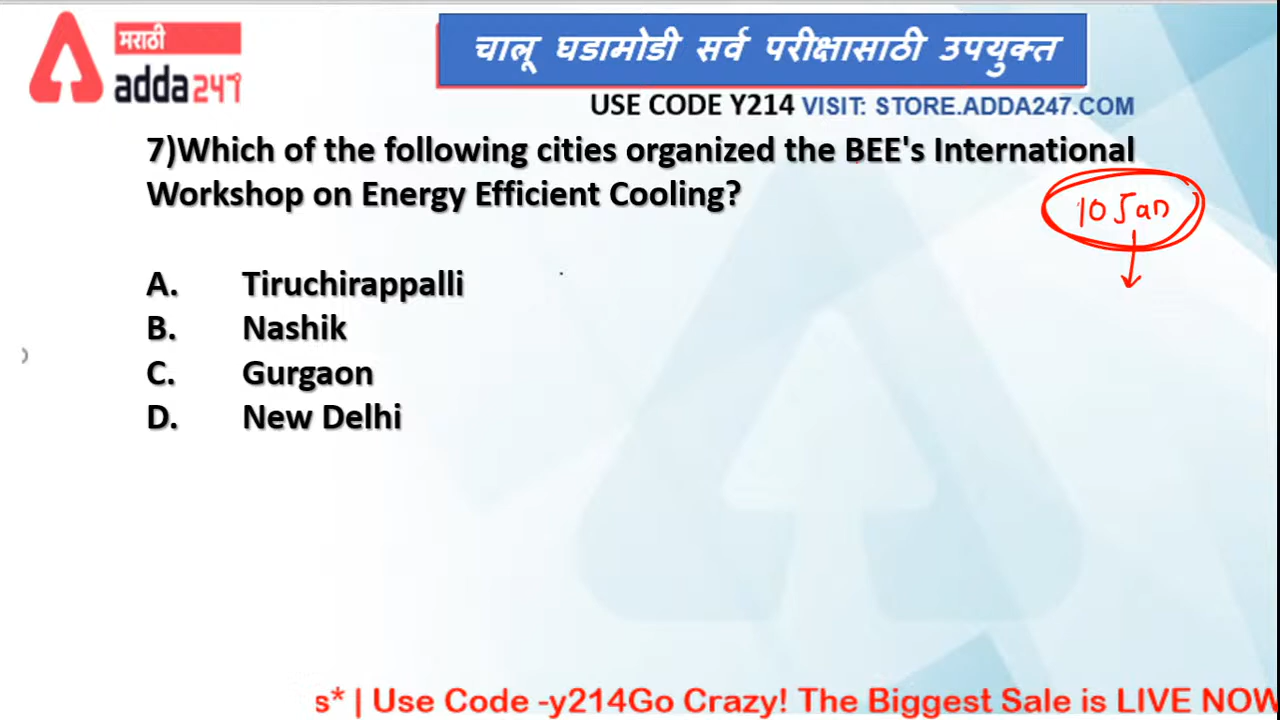 मराठी
adda247
चालू घडामोडी सर्व परीक्षासाठी उपयुक्त
USE CODE Y214 VISIT: STORE.ADDA247.COM
7)Which of the following cities organized the BEE's International
Workshop on Energy Efficient Cooling?
10 Jan
A. Tiruchirappalli
B. Nashik
C. Gurgaon
D. New Delhi
s* | Use Code -y214Go Crazy! The Biggest Sale is LIVE NOW